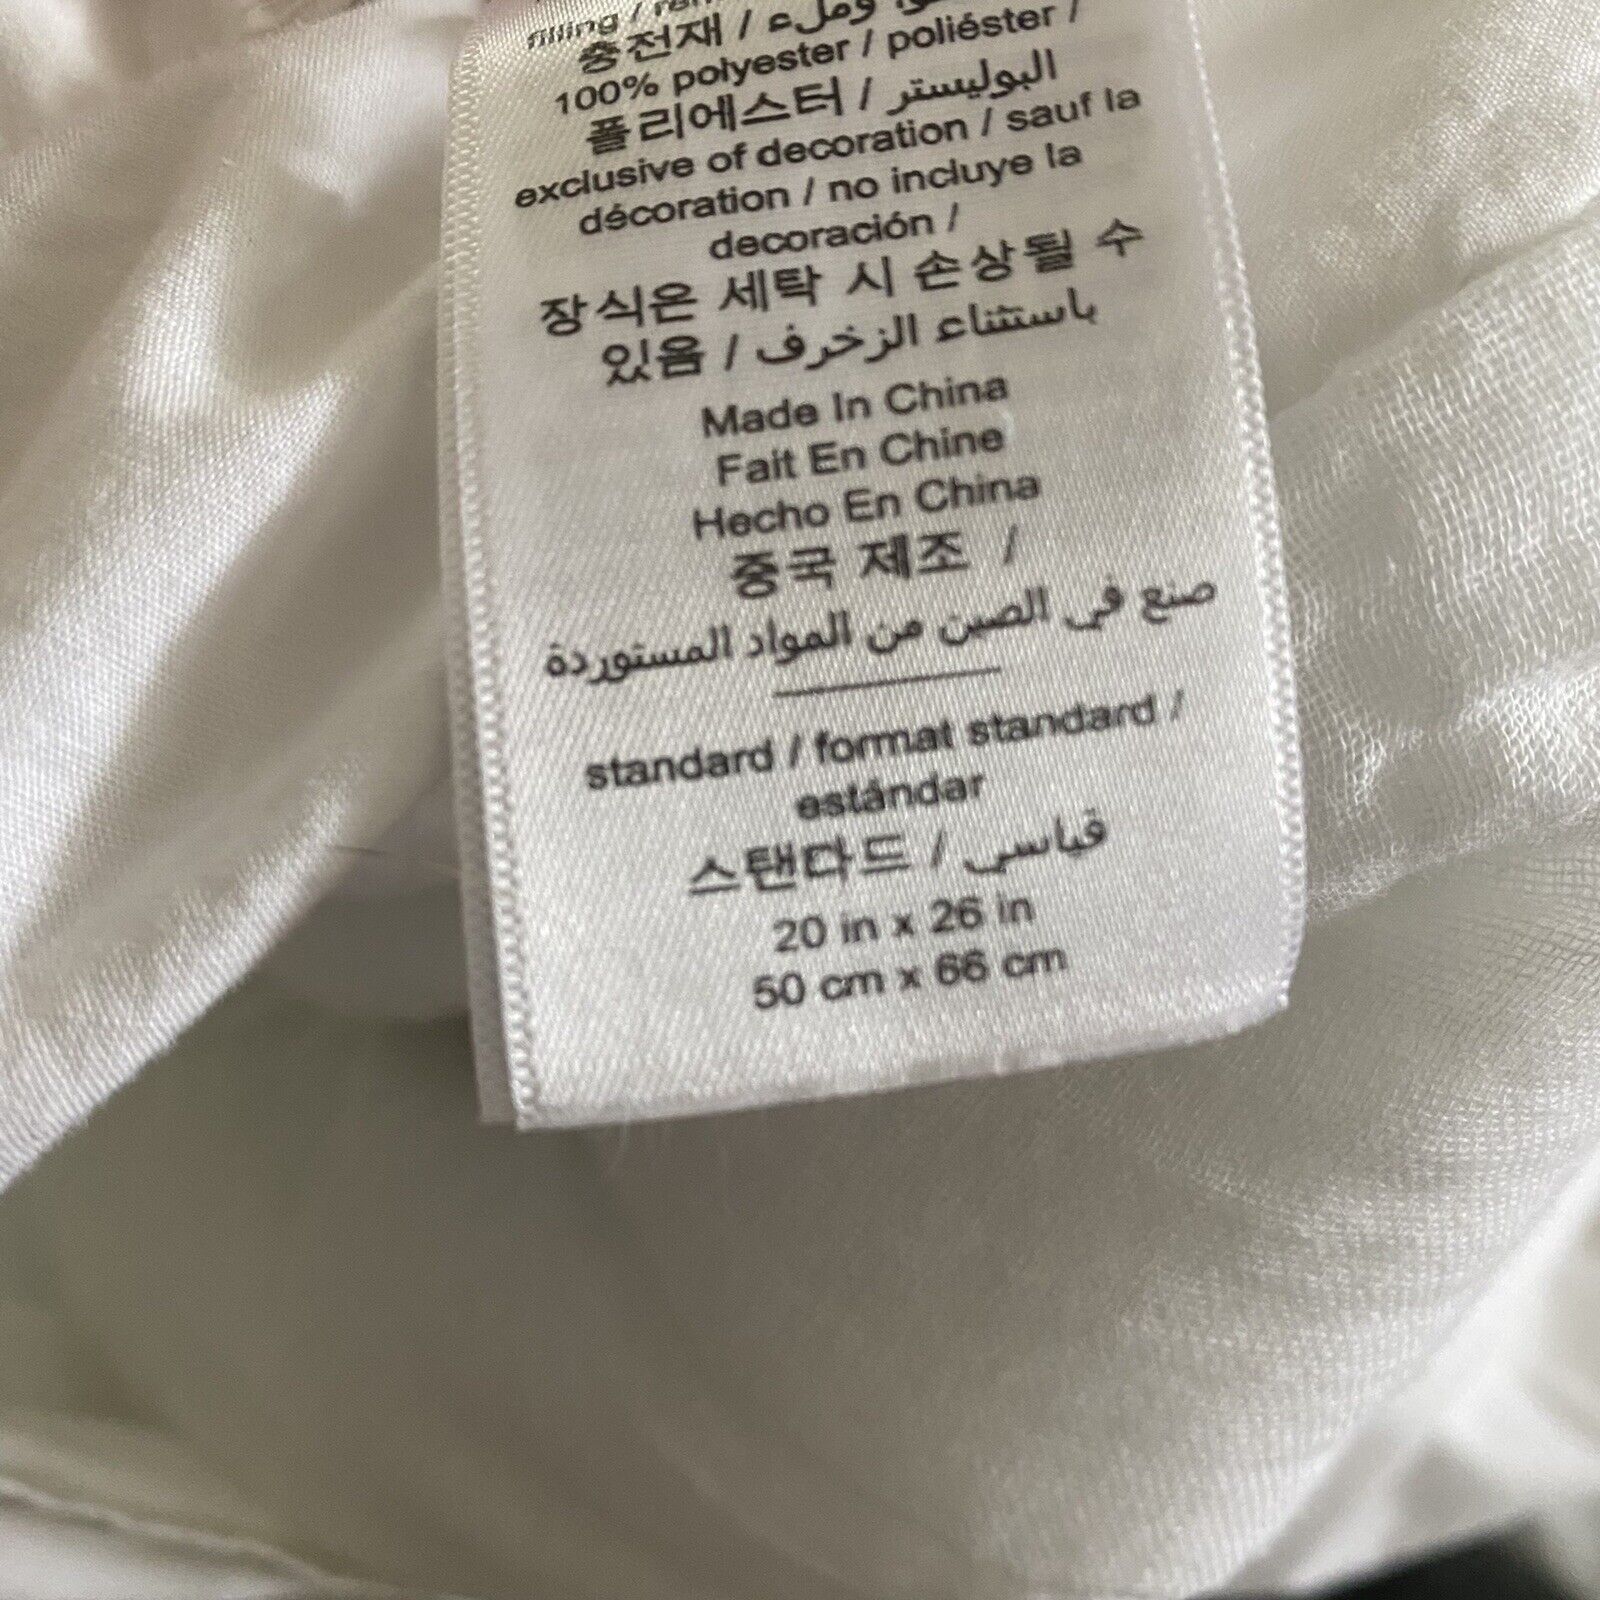 filling /
충전재 /
100% polyester / poliéster /
폴리에스터 / البوليستر
exclusive of decoration / sauf la
décoration / no incluye la
decoración /
장식은 세탁 시 손상될 수
있음 / باستثناء الزخرف
Made In China
Fait En Chine
Hecho En China
중국 제조 /
صنع في الصين من المواد المستوردة
standard / format standard /
estándar
스탠다드 / قياسي
20 in x 26 in
50 cm x 66 cm